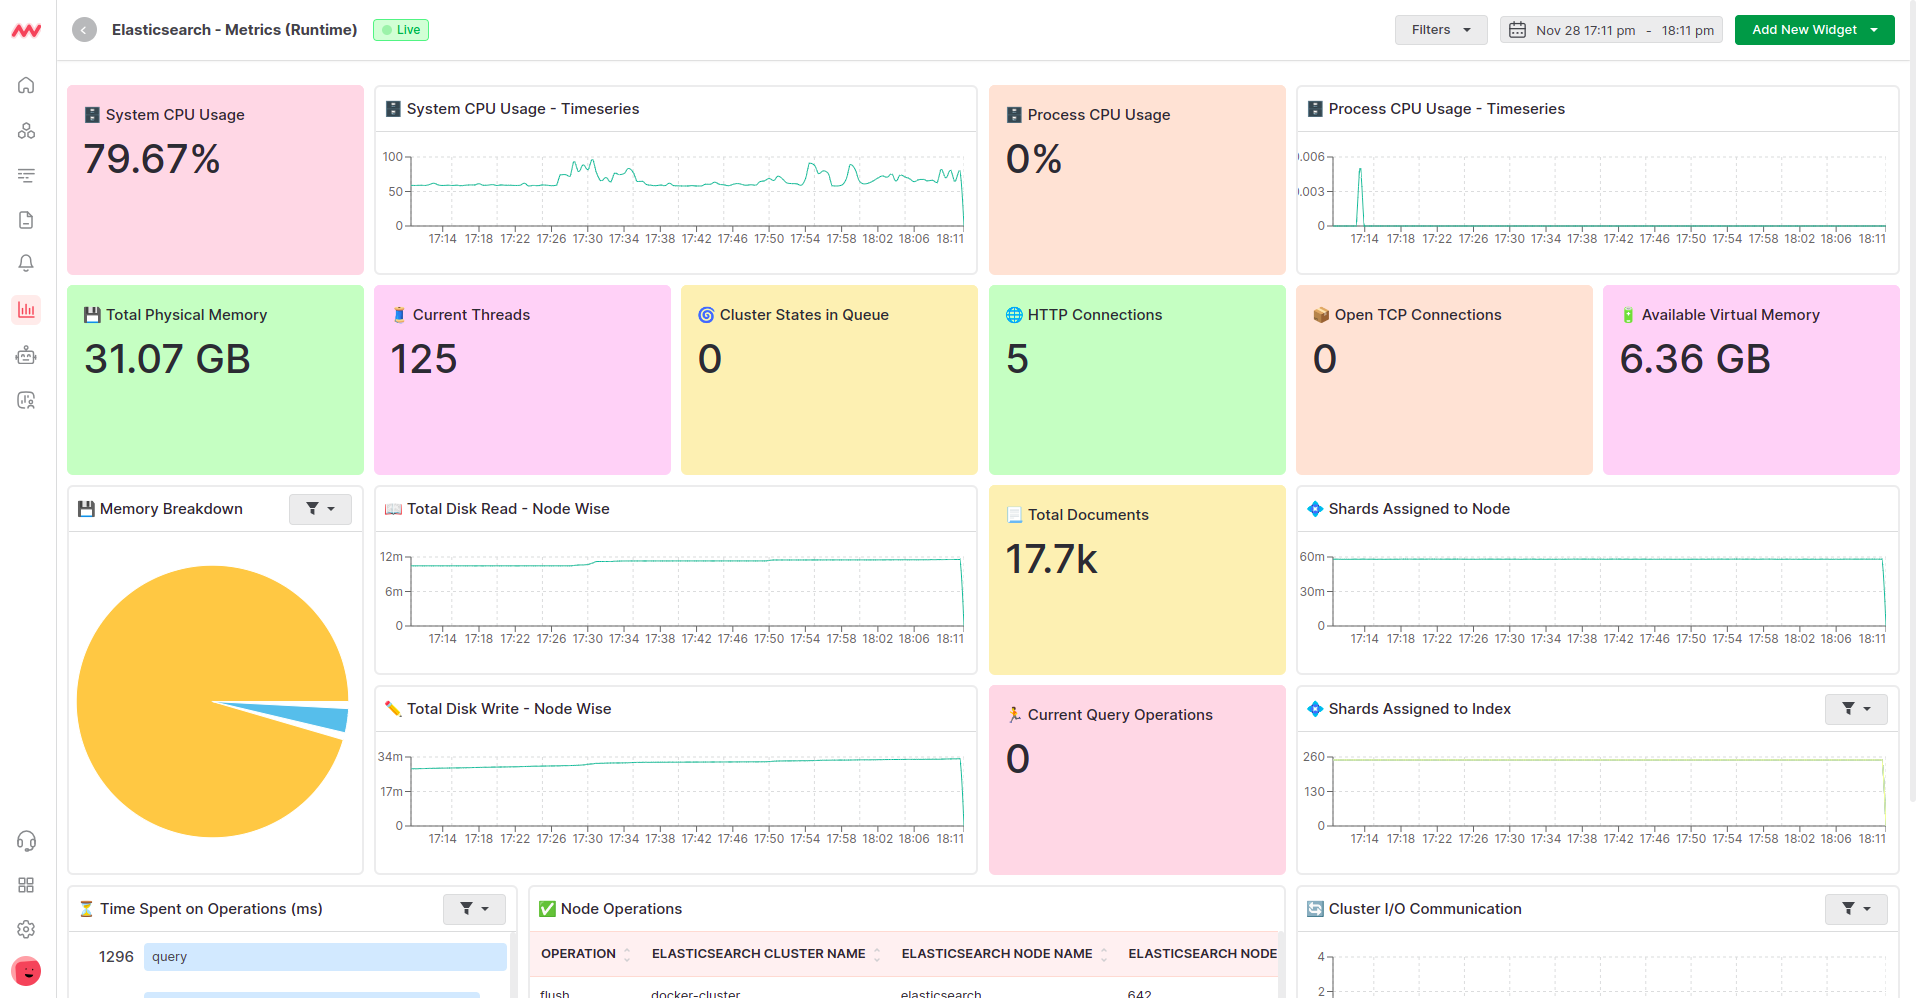 Elasticsearch - Metrics (Runtime)
Live
Filters
Nov 28 17:11 pm - 18:11 pm
Add New Widget
System CPU Usage
79.67%
System CPU Usage - Timeseries
100
50
0
17:14 17:18 17:22 17:26 17:30 17:34 17:38 17:42 17:46 17:50 17:54 17:58 18:02 18:06 18:11
Process CPU Usage
0%
Process CPU Usage - Timeseries
.006
.003
0
17:14 17:18 17:22 17:26 17:30 17:34 17:38 17:42 17:46 17:50 17:54 17:58 18:02 18:06 18:11
Total Physical Memory
31.07 GB
Current Threads
125
Cluster States in Queue
0
HTTP Connections
5
Open TCP Connections
0
Available Virtual Memory
6.36 GB
Memory Breakdown
Total Disk Read - Node Wise
12m
6m
0
17:14 17:18 17:22 17:26 17:30 17:34 17:38 17:42 17:46 17:50 17:54 17:58 18:02 18:06 18:11
Total Documents
17.7k
Shards Assigned to Node
60m
30m
0
17:14 17:18 17:22 17:26 17:30 17:34 17:38 17:42 17:46 17:50 17:54 17:58 18:02 18:06 18:11
Total Disk Write - Node Wise
34m
17m
0
17:14 17:18 17:22 17:26 17:30 17:34 17:38 17:42 17:46 17:50 17:54 17:58 18:02 18:06 18:11
Current Query Operations
0
Shards Assigned to Index
260
130
0
17:14 17:18 17:22 17:26 17:30 17:34 17:38 17:42 17:46 17:50 17:54 17:58 18:02 18:06 18:11
Time Spent on Operations (ms)
1296 query
Node Operations
OPERATION ELASTICSEARCH CLUSTER NAME ELASTICSEARCH NODE NAME ELASTICSEARCH NODE
flush docker-cluster elasticsearch 642
Cluster I/O Communication
4
2